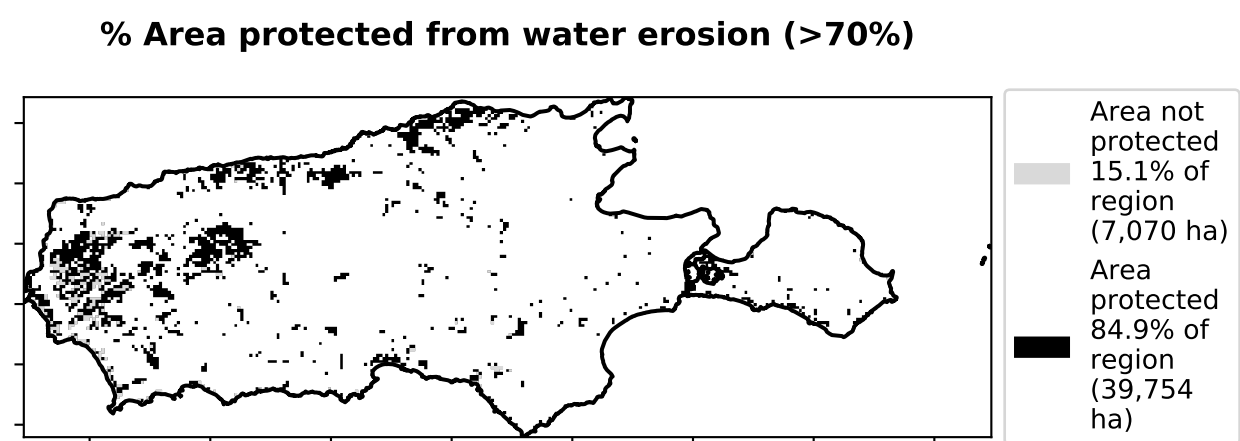 % Area protected from water erosion (>70%)
Area not
protected
15.1% of
region
(7,070 ha)
Area
protected
84.9% of
region
(39,754
ha)